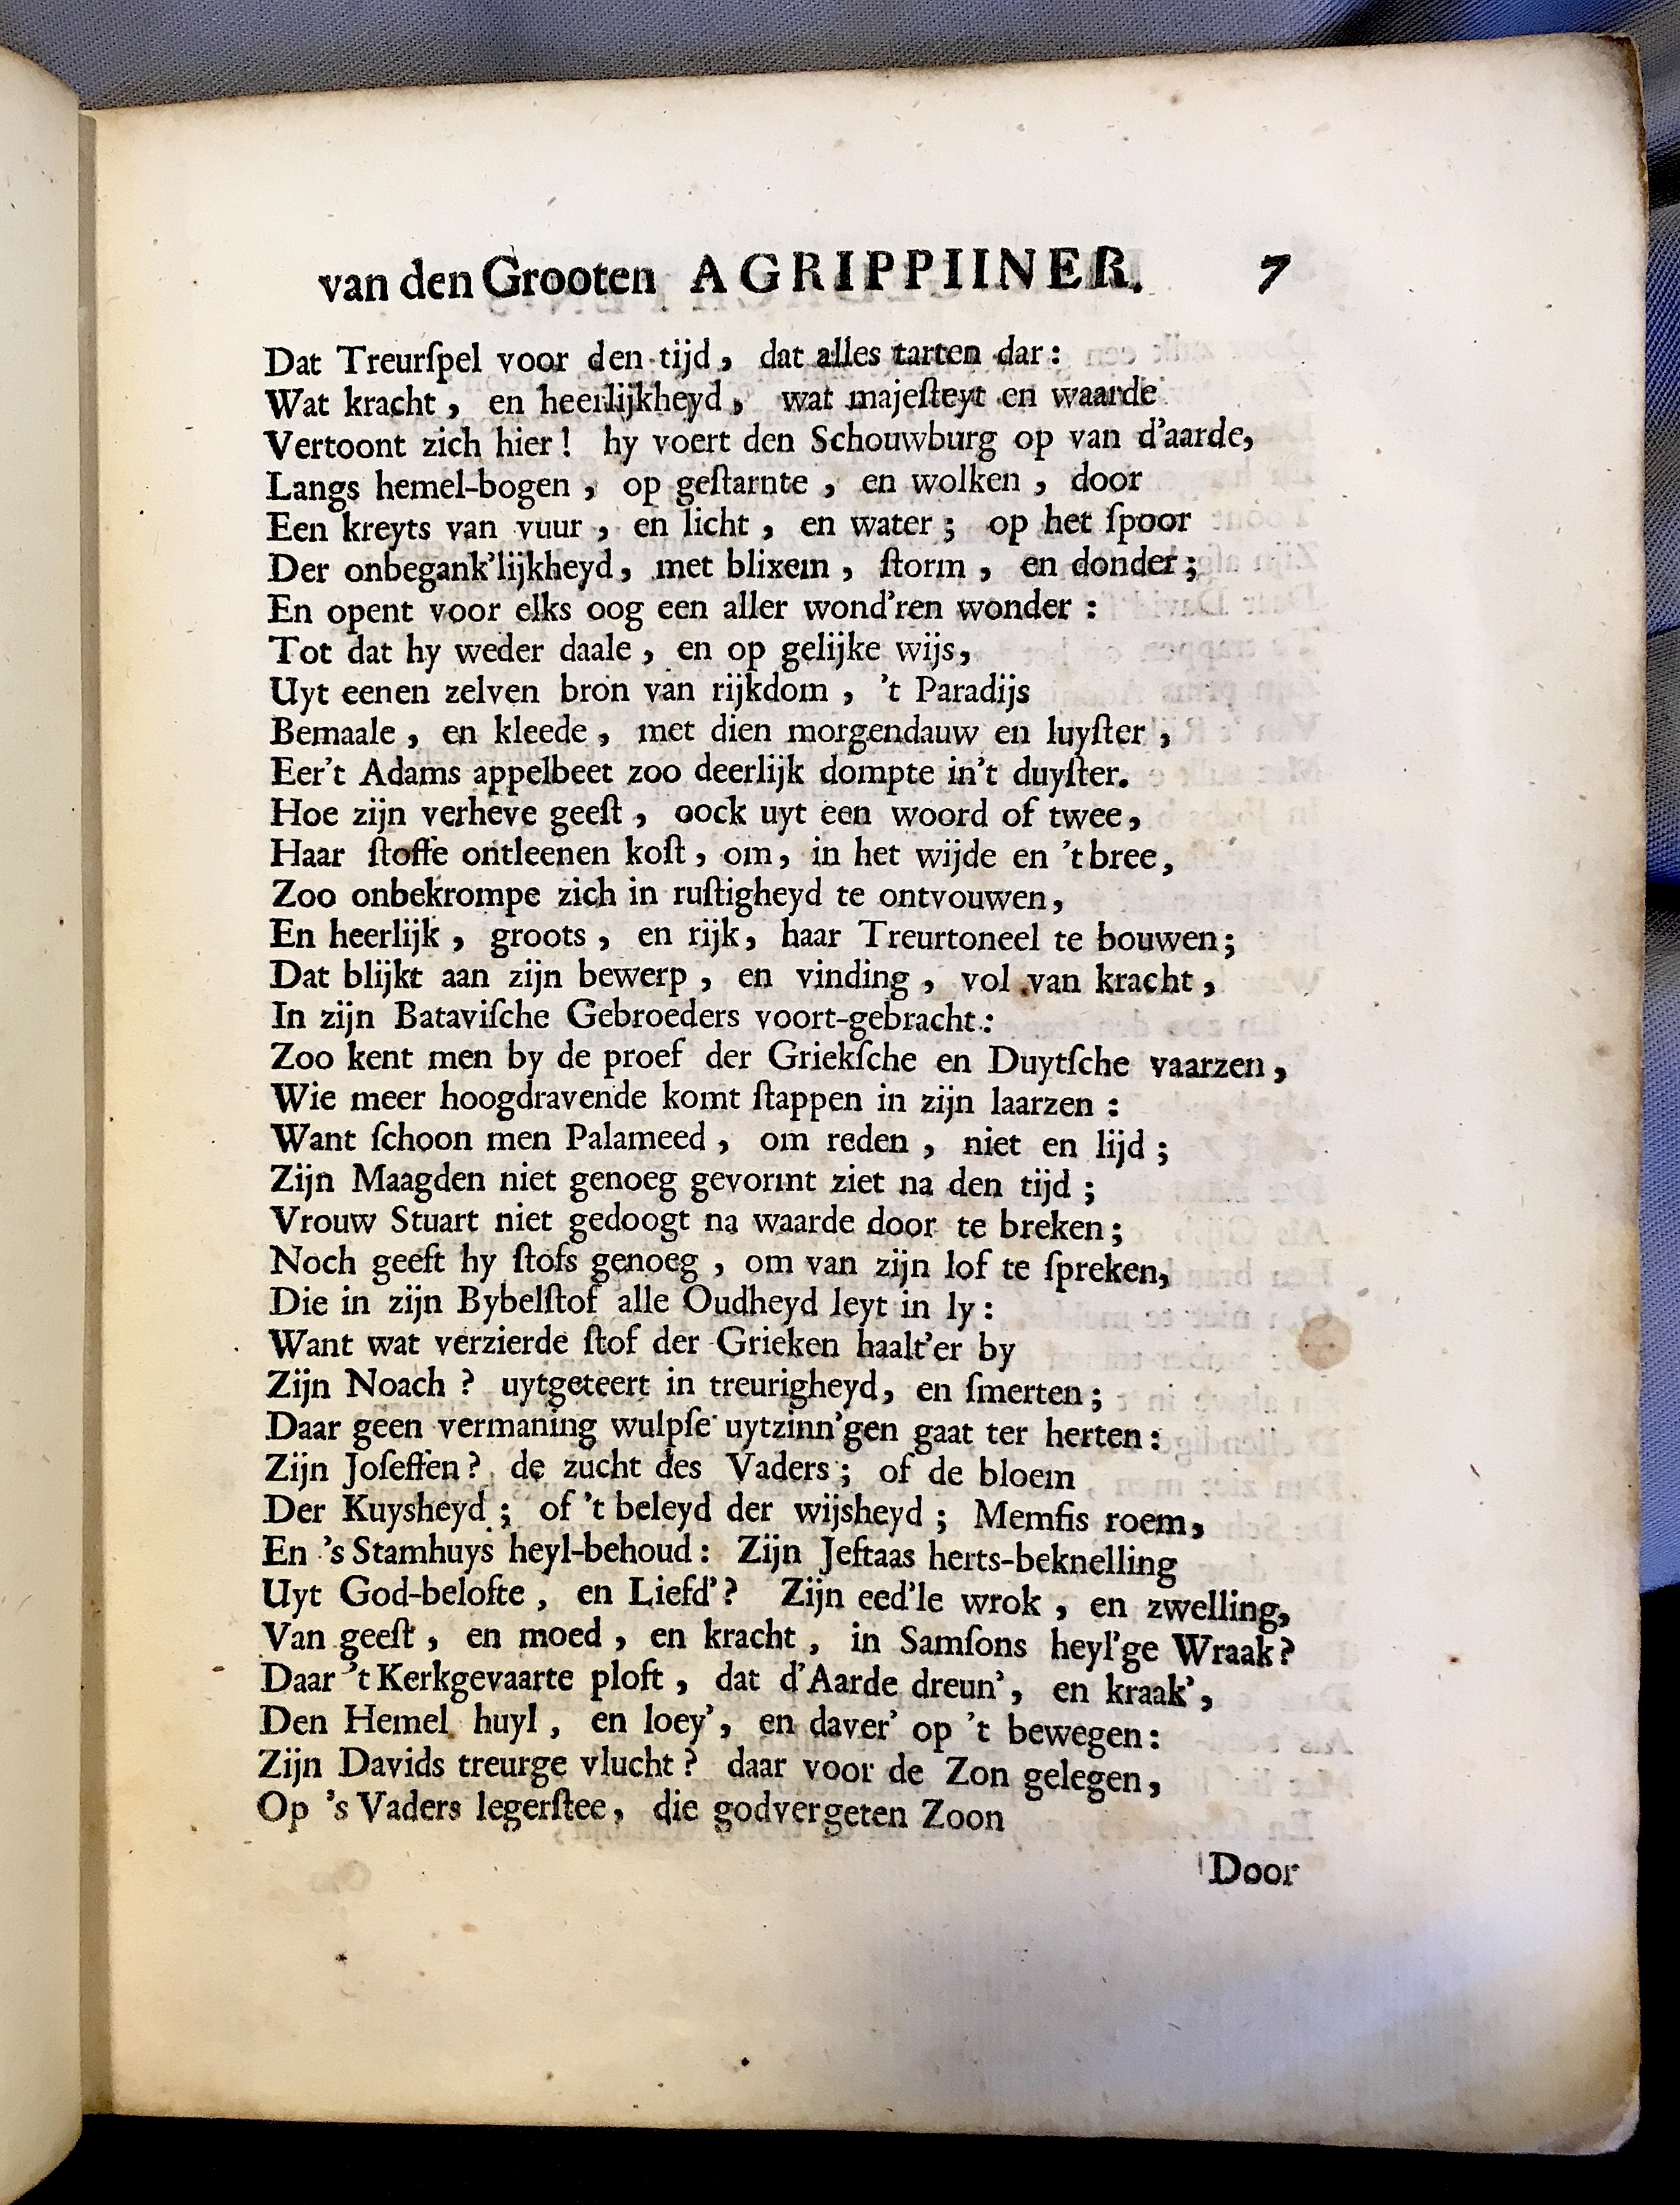 van den Grooten AGRIPPIINER. 7
Dat Treurſpel voor den tijd, dat alles tarten dar:
Wat kracht, en heerlijkheyd, wat majeſteyt en waarde
Vertoont zich hier! hy voert den Schouwburg op van d'aarde,
Langs hemel-bogen, op geſtarnte, en wolken, door
Een kreyts van vuur, en licht, en water; op het ſpoor
Der onbegank'lijkheyd, met blixem, ſtorm, en donder;
En opent voor elks oog een aller wond'ren wonder:
Tot dat hy weder daale, en op gelijke wijs,
Uyt eenen zelven bron van rijkdom, 't Paradijs
Bemaale, en kleede, met dien morgendauw en luyſter,
Eer't Adams appelbeet zoo deerlijk dompte in't duyſter.
Hoe zijn verheve geeſt, oock uyt een woord of twee,
Haar ſtoffe ontleenen koſt, om, in het wijde en 't bree,
Zoo onbekrompe zich in ruſtigheyd te ontvouwen,
En heerlijk, groots, en rijk, haar Treurtoneel te bouwen;
Dat blijkt aan zijn bewerp, en vinding, vol van kracht,
In zijn Bataviſche Gebroeders voort-gebracht:
Zoo kent men by de proef der Griekſche en Duytſche vaarzen,
Wie meer hoogdravende komt ſtappen in zijn laarzen:
Want ſchoon men Palameed, om reden, niet en lijd;
Zijn Maagden niet genoeg gevormt ziet na den tijd;
Vrouw Stuart niet gedoogt na waarde door te breken;
Noch geeft hy ſtofs genoeg, om van zijn lof te ſpreken,
Die in zijn Bybelſtof alle Oudheyd leyt in ly:
Want wat verzierde ſtof der Grieken haalt'er by
Zijn Noach? uytgeteert in treurigheyd, en ſmerten;
Daar geen vermaning wulpſe uytzinn'gen gaat ter herten:
Zijn Joſeffen? de zucht des Vaders; of de bloem
Der Kuysheyd; of 't beleyd der wijsheyd; Memfis roem,
En 's Stamhuys heyl-behoud: Zijn Jeftaas herts-beknelling
Uyt God-belofte, en Liefd'? Zijn eed'le wrok, en zwelling,
Van geeſt, en moed, en kracht, in Samſons heyl'ge Wraak?
Daar 't Kerkgevaarte ploft, dat d'Aarde dreun', en kraak',
Den Hemel huyl, en loey', en daver' op 't bewegen:
Zijn Davids treurge vlucht? daar voor de Zon gelegen,
Op 's Vaders legerſtee, die godvergeten Zoon
Door